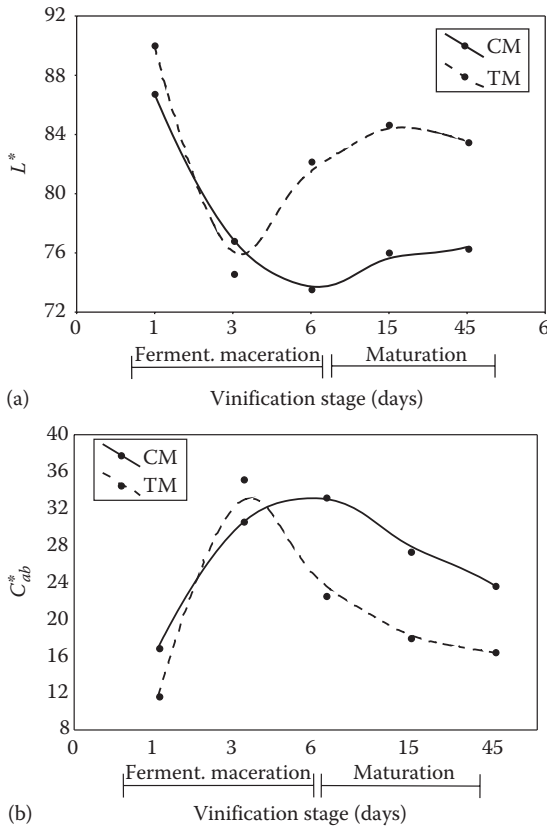 92
88
84
80
76
72
L*
CM
TM
0 1 3 6 15 45 6
Ferment. maceration Maturation
(a) Vinification stage (days)
40
36
32
28
24
20
16
12
8
C*ab
CM
TM
0 1 3 6 15 45
Ferment. maceration Maturation
(b) Vinification stage (days)